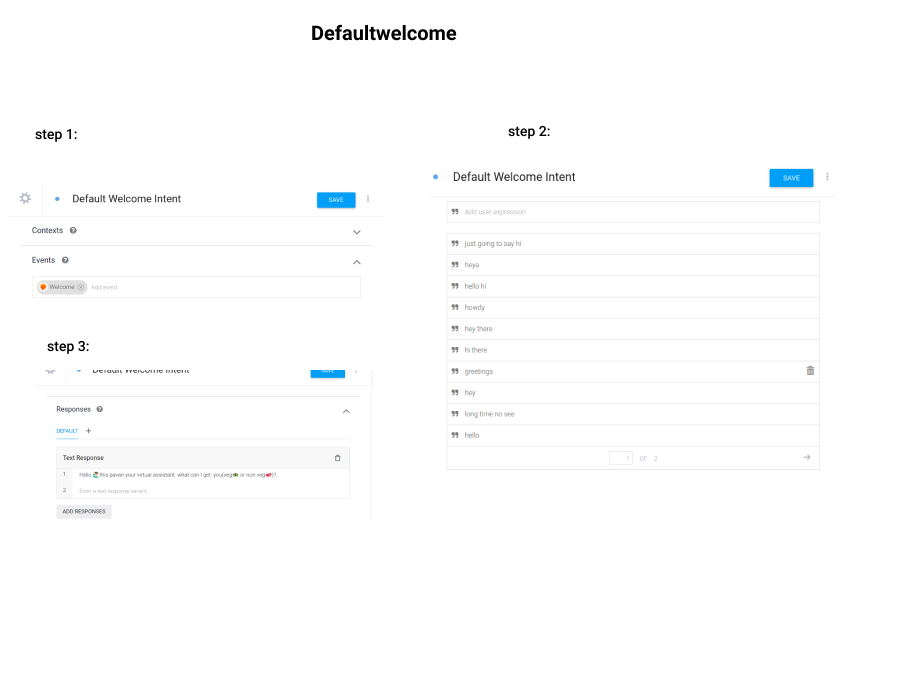 Defaultwelcome
step 1:
Default Welcome Intent
SAVE
Contexts
Events
Welcome
Add event
step 2:
Default Welcome Intent
SAVE
Add user expression
just going to say hi
heya
hello hi
howdy
hey there
hi there
greetings
hey
long time no see
hello
1 OF 2
step 3:
Default Welcome Intent
SAVE
Responses
DEFAULT +
Text Response
1 Hello this pavan your virtual assistant. what can I get you(veg or non veg)?.
2 Enter a text response variant
ADD RESPONSES